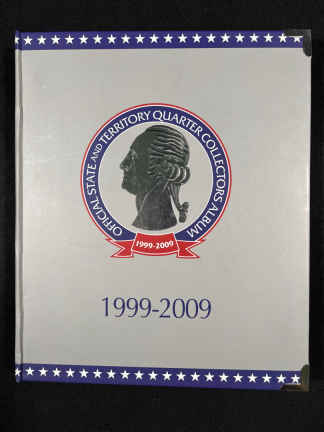 OFFICIAL STATE AND TERRITORY QUARTER COLLECTORS ALBUM
1999-2009
1999-2009